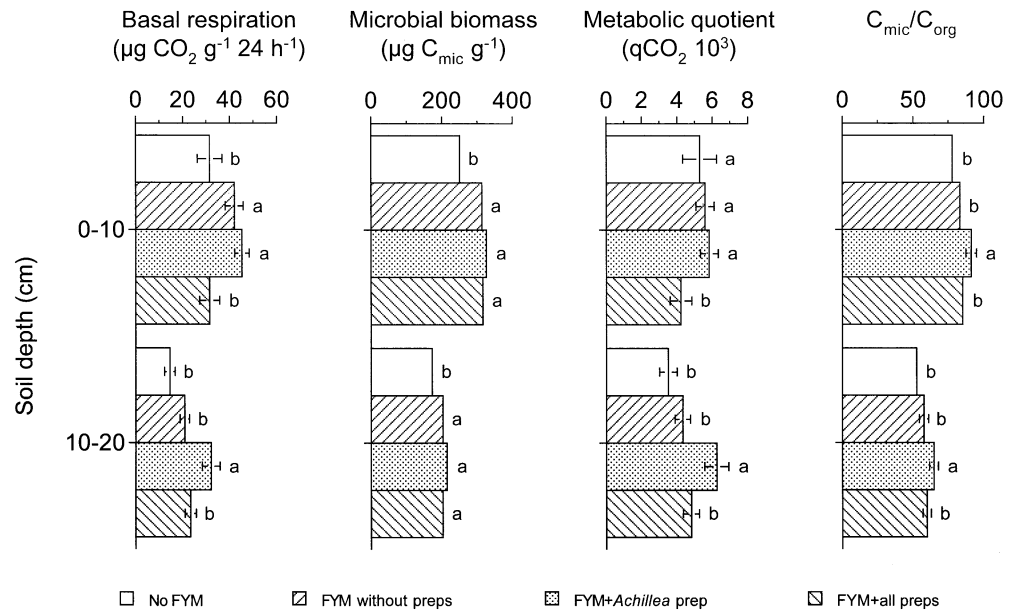 Basal respiration Microbial biomass Metabolic quotient Cmic/Corg
(µg CO2 g-1 24 h-1) (µg Cmic g-1) (qCO2 10³)
0 20 40 60 0 200 400 0 2 4 6 8 0 50 100
b b a b
a a a b
0-10
a a a a
b a b b
Soil depth (cm)
b b b b
b a b b
10-20
a a a a
b a b b
No FYM FYM without preps FYM+Achillea prep FYM+all preps